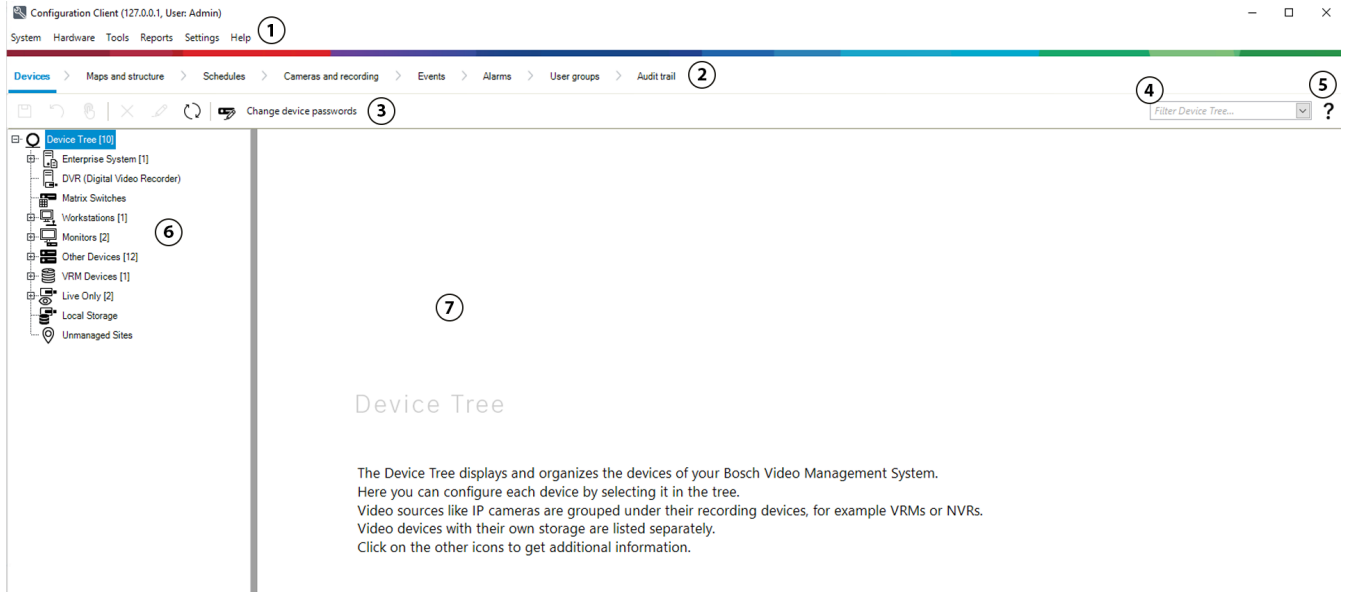 Configuration Client (127.0.0.1, User: Admin)
System Hardware Tools Reports Settings Help 1
Devices Maps and structure Schedules Cameras and recording Events Alarms User groups Audit trail 2
Change device passwords 3
4
Filter Device Tree...
5
?
Device Tree [10]
Enterprise System [1]
DVR (Digital Video Recorder)
Matrix Switches
Workstations [1]
Monitors [2]
Other Devices [12]
VRM Devices [1]
Live Only [2]
Local Storage
Unmanaged Sites
6
7
Device Tree
The Device Tree displays and organizes the devices of your Bosch Video Management System.
Here you can configure each device by selecting it in the tree.
Video sources like IP cameras are grouped under their recording devices, for example VRMs or NVRs.
Video devices with their own storage are listed separately.
Click on the other icons to get additional information.